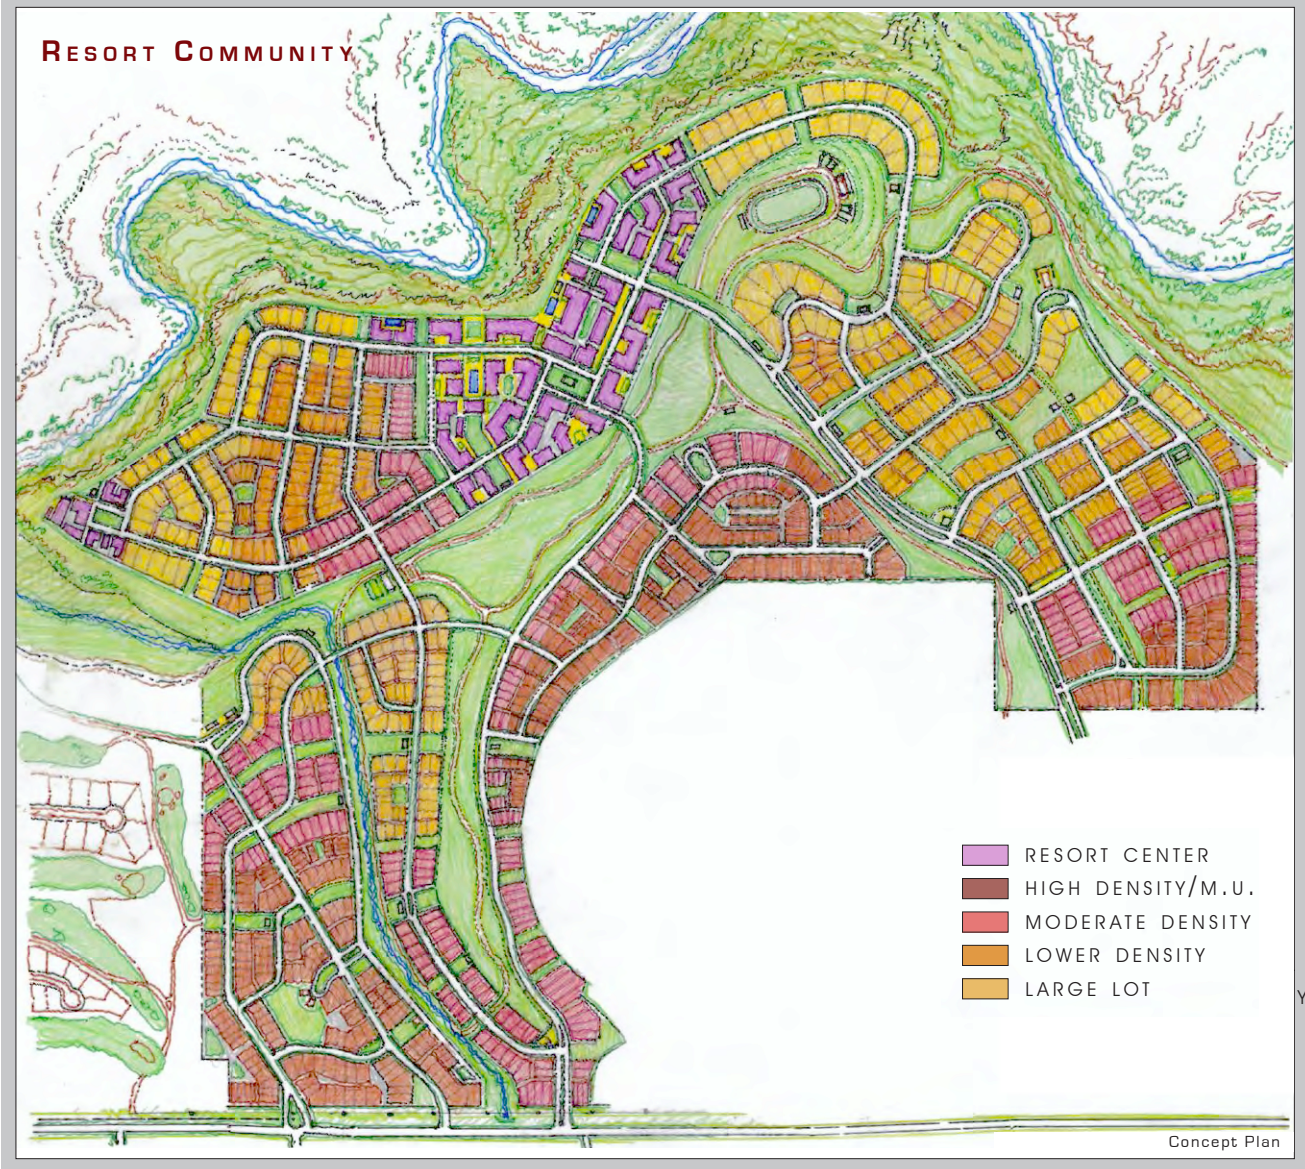 RESORT COMMUNITY
RESORT CENTER
HIGH DENSITY/M.U.
MODERATE DENSITY
LOWER DENSITY
LARGE LOT
Y
Concept Plan